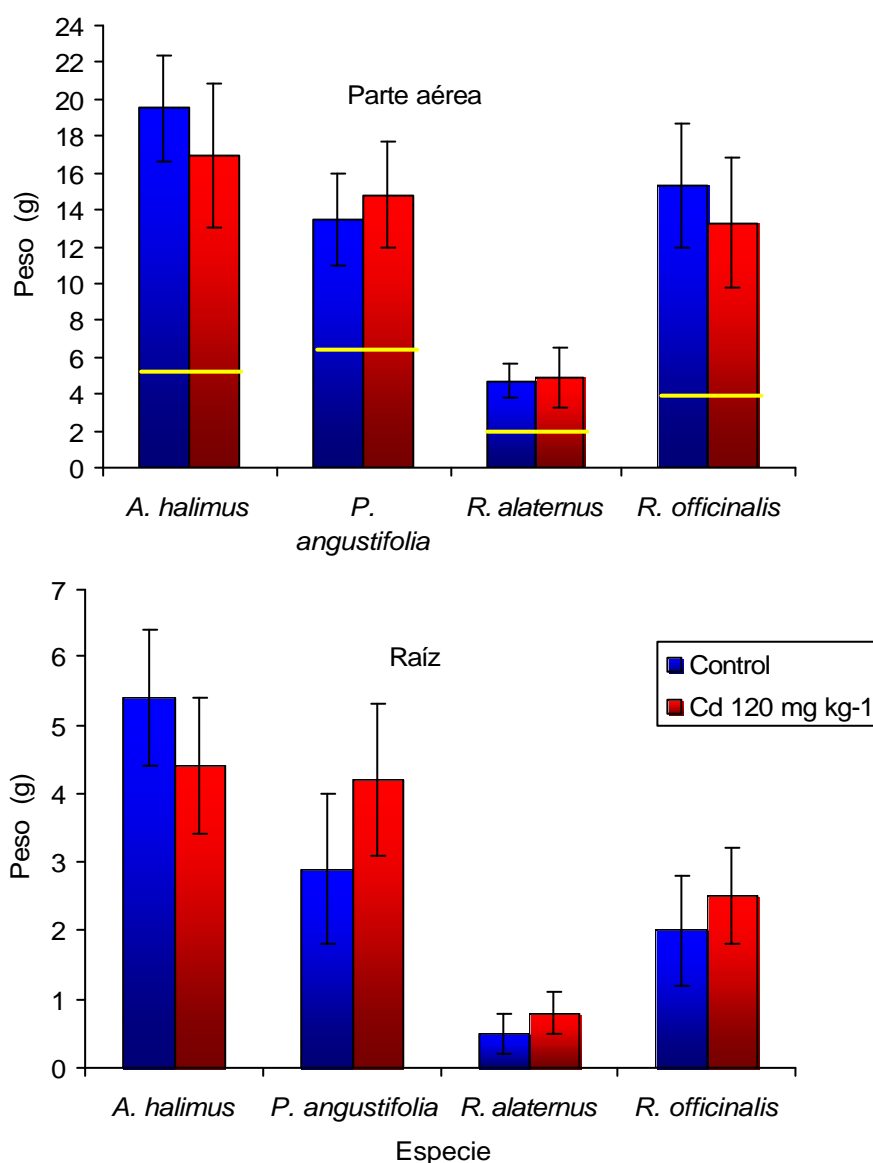 24
22
20
18
16
14
12
10
8
6
4
2
0
Peso (g)
Parte aérea
A. halimus
P.
angustifolia
R. alaternus
R. officinalis
7
6
5
4
3
2
1
0
Peso (g)
Raíz
Control
Cd 120 mg kg-1
A. halimus
P. angustifolia
R. alaternus
R. officinalis
Especie